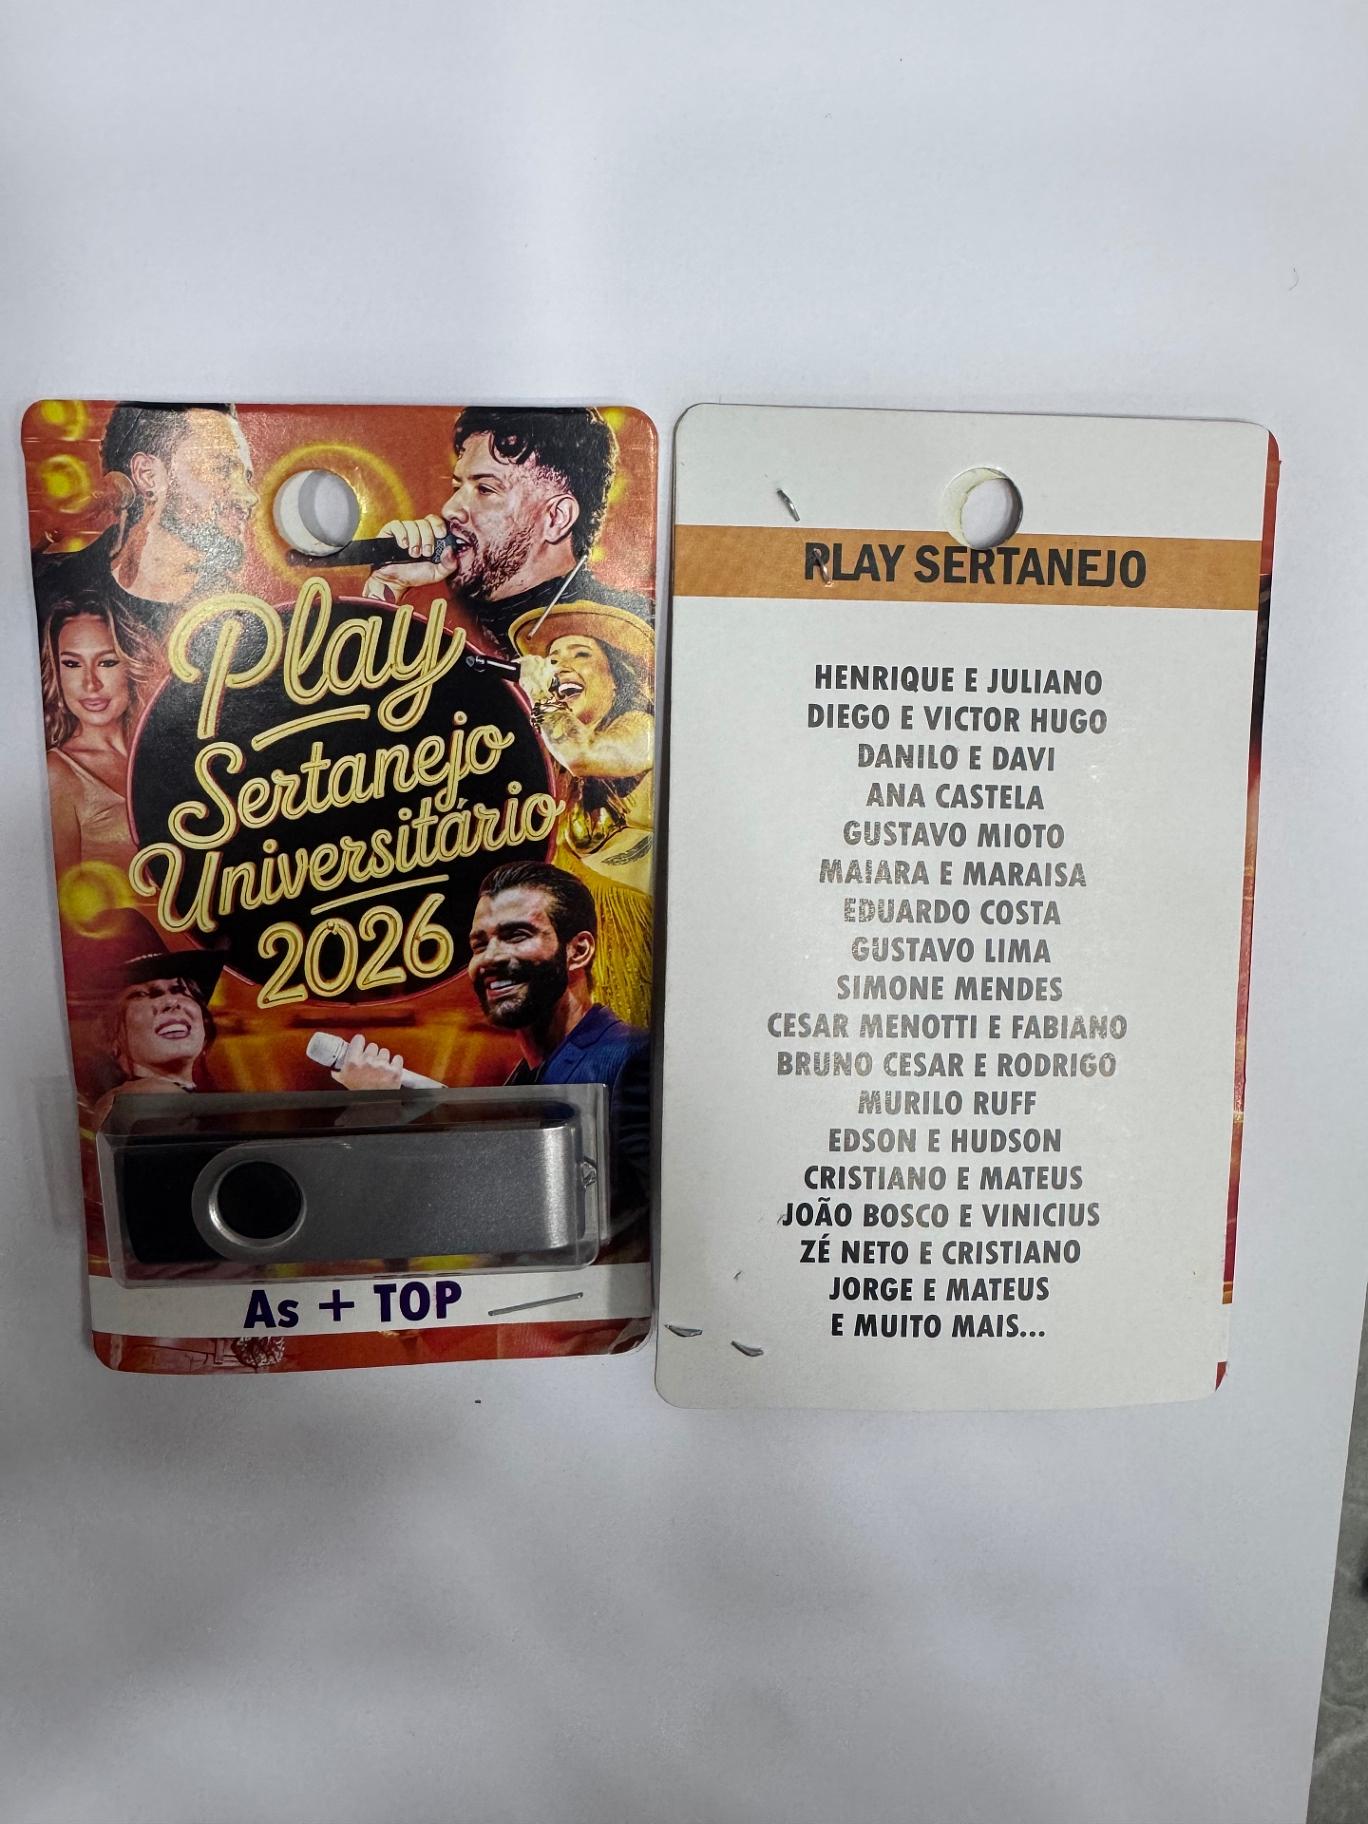 Play
Sertanejo
Universitário
2026
As + TOP
PLAY SERTANEJO
HENRIQUE E JULIANO
DIEGO E VICTOR HUGO
DANILO E DAVI
ANA CASTELA
GUSTAVO MIOTO
MAIARA E MARAISA
EDUARDO COSTA
GUSTAVO LIMA
SIMONE MENDES
CESAR MENOTTI E FABIANO
BRUNO CESAR E RODRIGO
MURILO RUFF
EDSON E HUDSON
CRISTIANO E MATEUS
JOÃO BOSCO E VINICIUS
ZÉ NETO E CRISTIANO
JORGE E MATEUS
E MUITO MAIS...